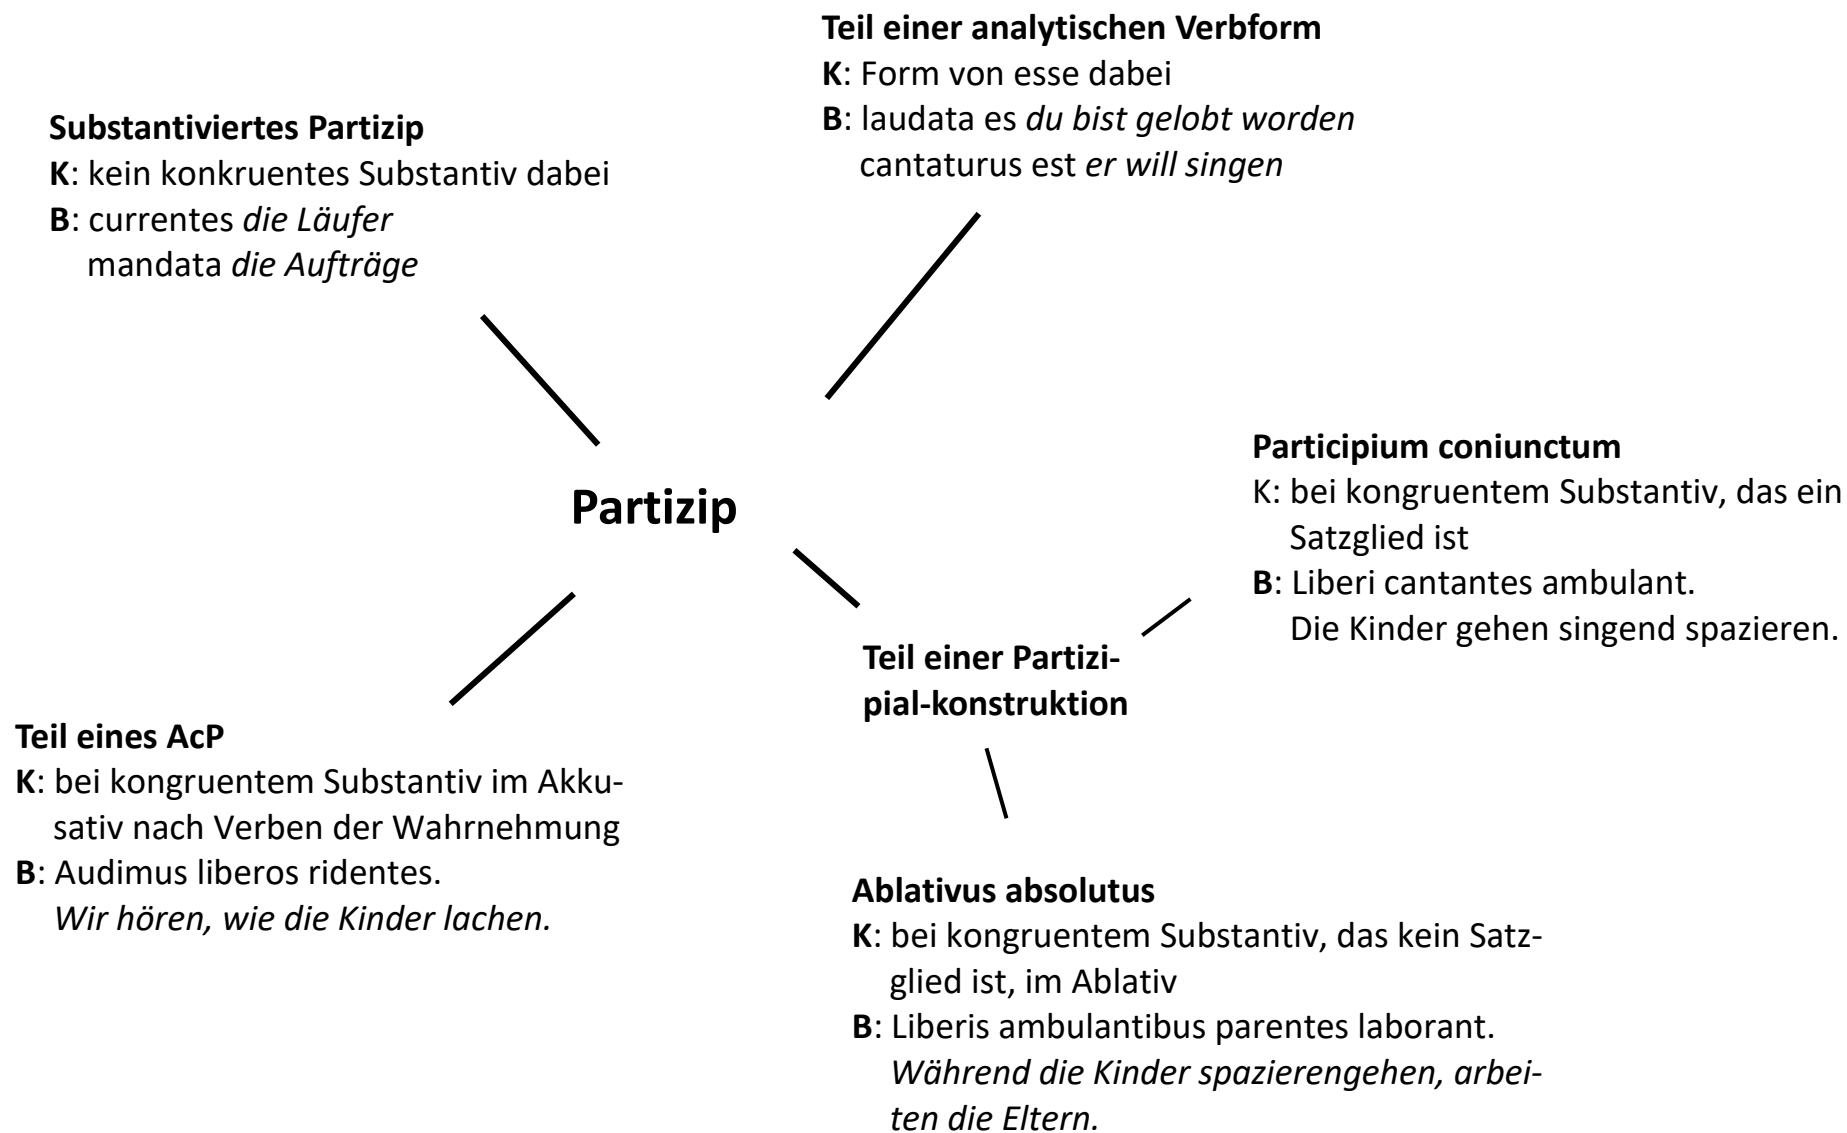 Teil einer analytischen Verbform
K: Form von esse dabei
B: laudata es du bist gelobt worden
cantaturus est er will singen
Substantiviertes Partizip
K: kein konkruentes Substantiv dabei
B: currentes die Läufer
mandata die Aufträge
Partizip
Participium coniunctum
K: bei kongruentem Substantiv, das ein
Satzglied ist
B: Liberi cantantes ambulant.
Die Kinder gehen singend spazieren.
Teil einer Partizi-
pial-konstruktion
Teil eines AcP
K: bei kongruentem Substantiv im Akku-
sativ nach Verben der Wahrnehmung
B: Audimus liberos ridentes.
Wir hören, wie die Kinder lachen.
Ablativus absolutus
K: bei kongruentem Substantiv, das kein Satz-
glied ist, im Ablativ
B: Liberis ambulantibus parentes laborant.
Während die Kinder spazierengehen, arbei-
ten die Eltern.